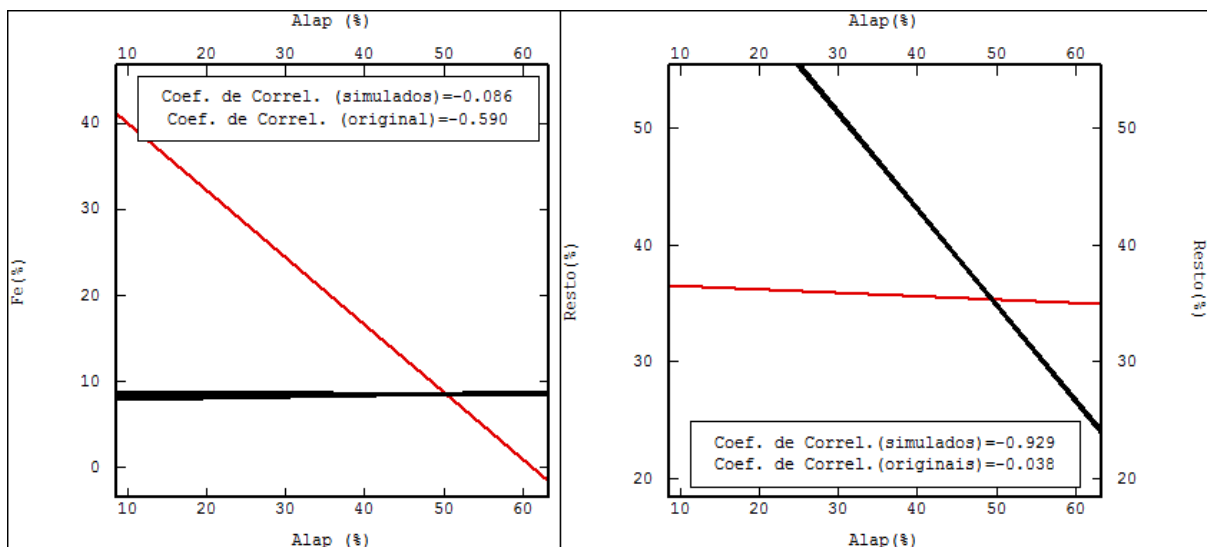 Alap (%)
10 20 30 40 50 60
Coef. de Correl. (simulados)=-0.086
Coef. de Correl. (original)=-0.590
40
30
20
10
0
Fe(%)
10 20 30 40 50 60
Alap (%)
Alap(%)
10 20 30 40 50 60
50 50
40 40
30 30
20 20
Resto(%)
Resto(%)
Coef. de Correl.(simulados)=-0.929
Coef. de Correl.(originais)=-0.038
10 20 30 40 50 60
Alap(%)